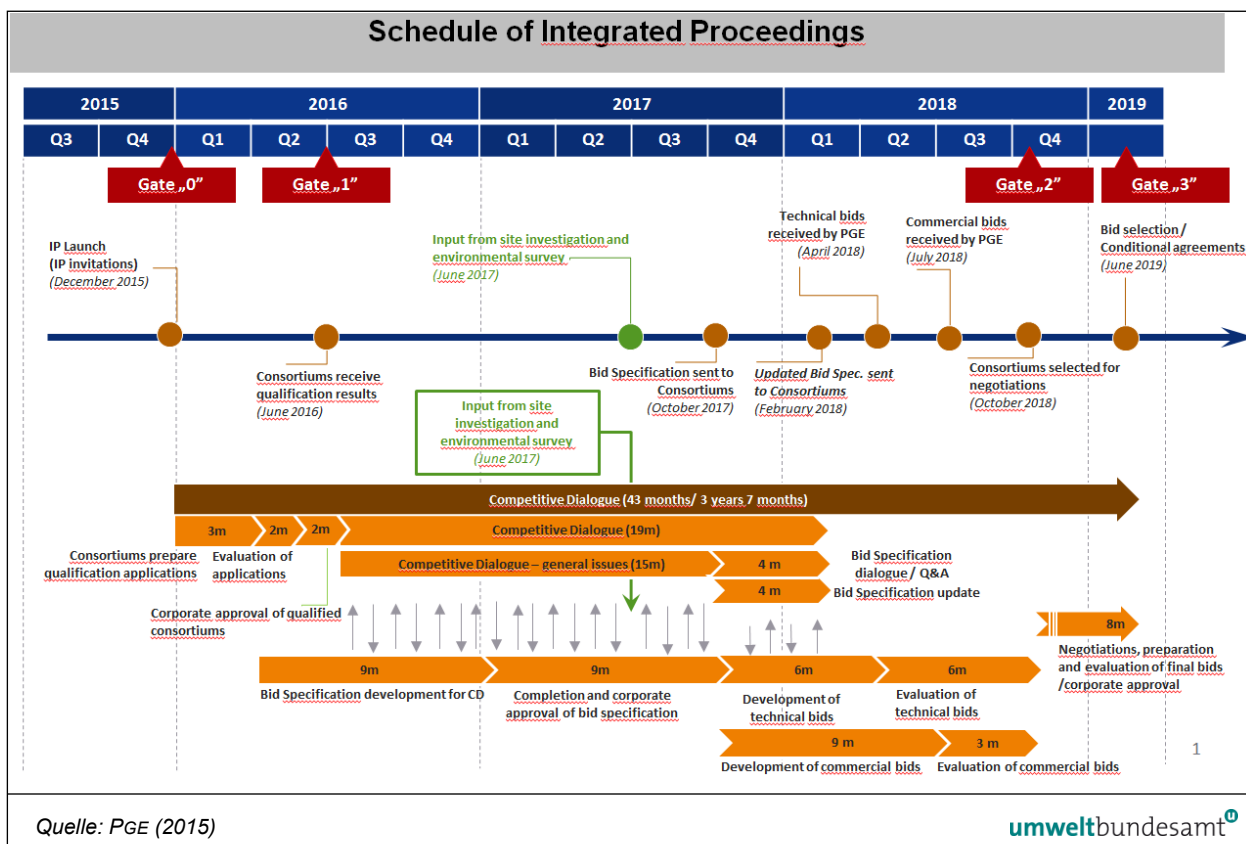 Schedule of Integrated Proceedings
2015
2016
2017
2018
2019
Q3
Q4
Q1
Q2
Q3
Q4
Q1
Q2
Q3
Q4
Q1
Q2
Q3
Q4
Gate „0”
Gate „1”
Gate „2”
Gate „3”
IP Launch
(IP invitations)
(December 2015)
Input from site investigation and
environmental survey
(June 2017)
Technical bids
received by PGE
(April 2018)
Commercial bids
received by PGE
(July 2018)
Bid selection /
Conditional agreements
(June 2019)
Consortiums receive
qualification results
(June 2016)
Bid Specification sent to
Consortiums
(October 2017)
Updated Bid Spec. sent
to Consortiums
(February 2018)
Consortiums selected for
negotiations
(October 2018)
Input from site
investigation and
environmental survey
(June 2017)
Competitive Dialogue (43 months/ 3 years 7 months)
3m
2m
2m
Competitive Dialogue (19m)
Consortiums prepare
qualification applications
Evaluation of
applications
Competitive Dialogue – general issues (15m)
4 m
Bid Specification
dialogue / Q&A
4 m
Bid Specification update
Corporate approval of qualified
consortiums
8m
Negotiations, preparation
and evaluation of final bids
/corporate approval
9m
9m
6m
6m
Bid Specification development for CD
Completion and corporate
approval of bid specification
Development of
technical bids
Evaluation of
technical bids
9 m
3 m
Development of commercial bids
Evaluation of commercial bids
1
Quelle: PGE (2015)
umweltbundesamt
u